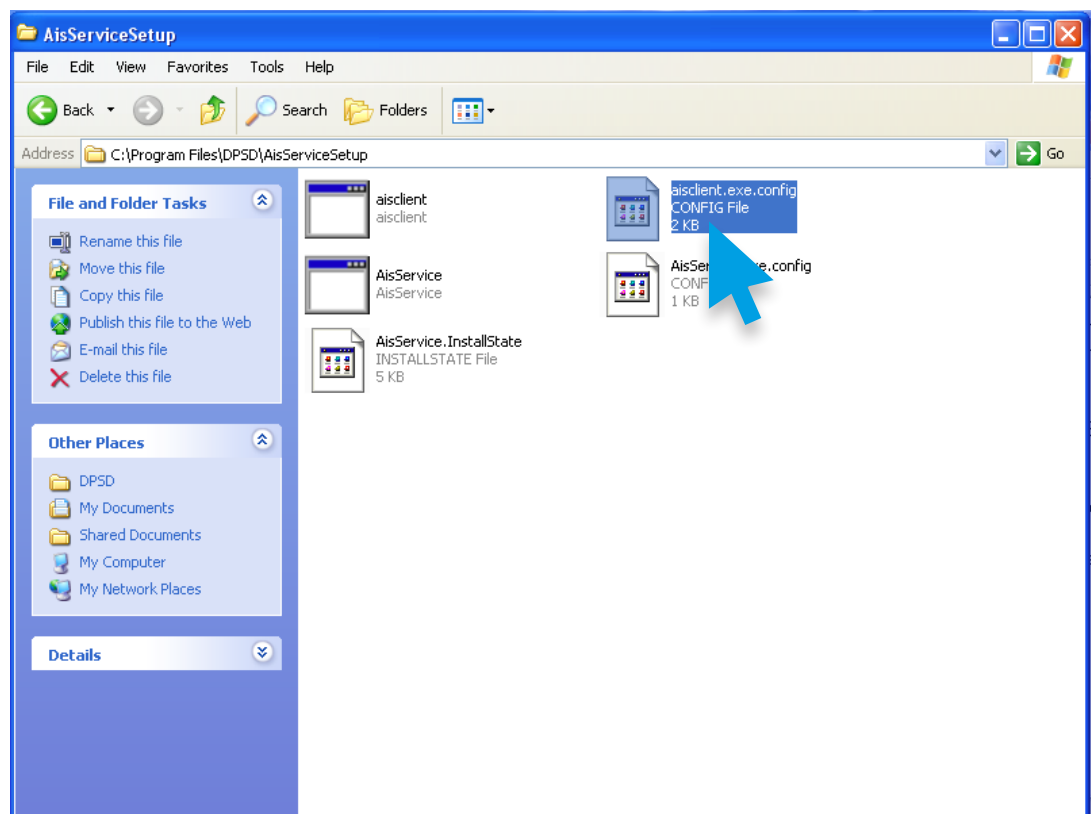 AisServiceSetup
File Edit View Favorites Tools Help
Back Search Folders
Address C:\Program Files\DPSD\AisServiceSetup Go
File and Folder Tasks
Rename this file
Move this file
Copy this file
Publish this file to the Web
E-mail this file
Delete this file
Other Places
DPSD
My Documents
Shared Documents
My Computer
My Network Places
Details
aisclient
aisclient
aisclient.exe.config
CONFIG File
2 KB
AisService
AisService
1 KB
AisService.InstallState
INSTALLSTATE File
5 KB